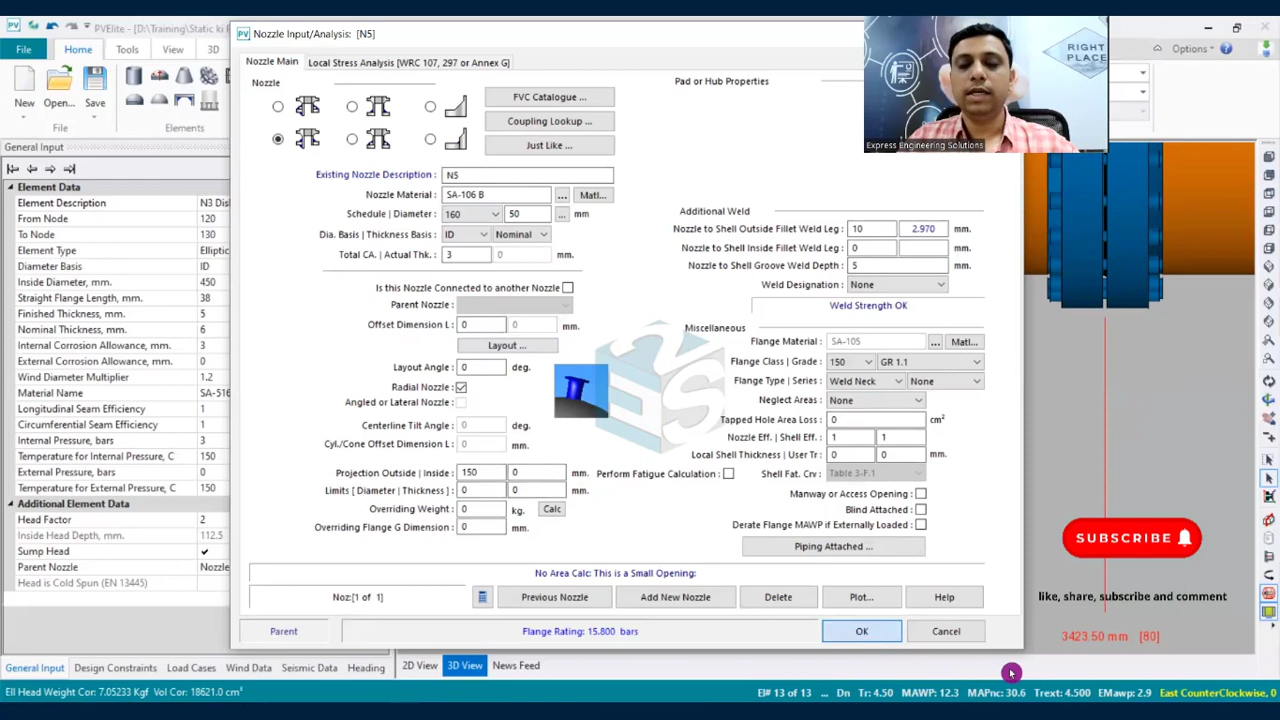 PVElite - [D:\Training\Static ki
File Home Tools View 3D
Options
New Open... Save
File Elements
General Input
Element Data
Element Description N3 Dis
From Node 120
To Node 130
Element Type Elliptic
Diameter Basis ID
Inside Diameter, mm. 450
Straight Flange Length, mm. 38
Finished Thickness, mm. 5
Nominal Thickness, mm. 6
Internal Corrosion Allowance, mm. 3
External Corrosion Allowance, mm. 0
Wind Diameter Multiplier 1.2
Material Name SA-516
Longitudinal Seam Efficiency 1
Circumferential Seam Efficiency 1
Internal Pressure, bars 4
Temperature for Internal Pressure, C 150
External Pressure, bars 0
Temperature for External Pressure, C 150
Additional Element Data
Head Factor 2
Inside Head Depth, mm. 112.5
Sump Head
Parent Nozzle Nozzle
Head is Cold Spun (EN 13445)
General Input Design Constraints Load Cases Wind Data Seismic Data Heading
Ell Head Weight Cor: 7.05233 Kgf Vol Cor: 18621.0 cm³
PV Nozzle Input/Analysis: [N5]
Nozzle Main Local Stress Analysis [WRC 107, 297 or Annex G]
Nozzle
FVC Catalogue ...
Coupling Lookup ...
Just Like ...
Existing Nozzle Description : N5
Nozzle Material : SA-106 B ... Matl...
Schedule | Diameter : 160 50 ... mm
Dia. Basis | Thickness Basis : ID Nominal
Total CA. | Actual Thk. : 3 0 mm.
Is this Nozzle Connected to another Nozzle
Parent Nozzle :
Offset Dimension L : 0 0 mm.
Layout ...
Layout Angle : 0 deg.
Radial Nozzle :
Angled or Lateral Nozzle :
Centerline Tilt Angle : 0 deg.
Cyl./Cone Offset Dimension L : 0 mm.
Projection Outside | Inside : 150 0 mm.
Limits [ Diameter | Thickness ] : 0 0 mm.
Overriding Weight : 0 kg. Calc
Overriding Flange G Dimension : 0 mm.
Pad or Hub Properties
Additional Weld
Nozzle to Shell Outside Fillet Weld Leg : 10 2.970 mm.
Nozzle to Shell Inside Fillet Weld Leg : 0 mm.
Nozzle to Shell Groove Weld Depth : 5 mm.
Weld Designation : None
Weld Strength OK
Miscellaneous
Flange Material : SA-105 ... Matl...
Flange Class | Grade : 150 GR 1.1
Flange Type | Series : Weld Neck None
Neglect Areas : None
Tapped Hole Area Loss : 0 cm²
Nozzle Eff. | Shell Eff. : 1 1
Local Shell Thickness | User Tr : 0 0 mm.
Perform Fatigue Calculation : Shell Fat. Crv : Table 3-F.1
Manway or Access Opening :
Blind Attached :
Derate Flange MAWP if Externally Loaded :
Piping Attached ...
No Area Calc: This is a Small Opening:
Noz:[1 of 1] Previous Nozzle Add New Nozzle Delete Plot... Help
Parent Flange Rating: 15.800 bars OK Cancel
2D View 3D View News Feed
El# 13 of 13 ... Dn Tr: 4.50 MAWP: 12.3 MAPnc: 30.6 Trext: 4.500 EMawp: 2.9 East CounterClockwise, 0
RIGHT
PLACE
Express Engineering Solutions
SUBSCRIBE
like, share, subscribe and comment
3423.50 mm [80]